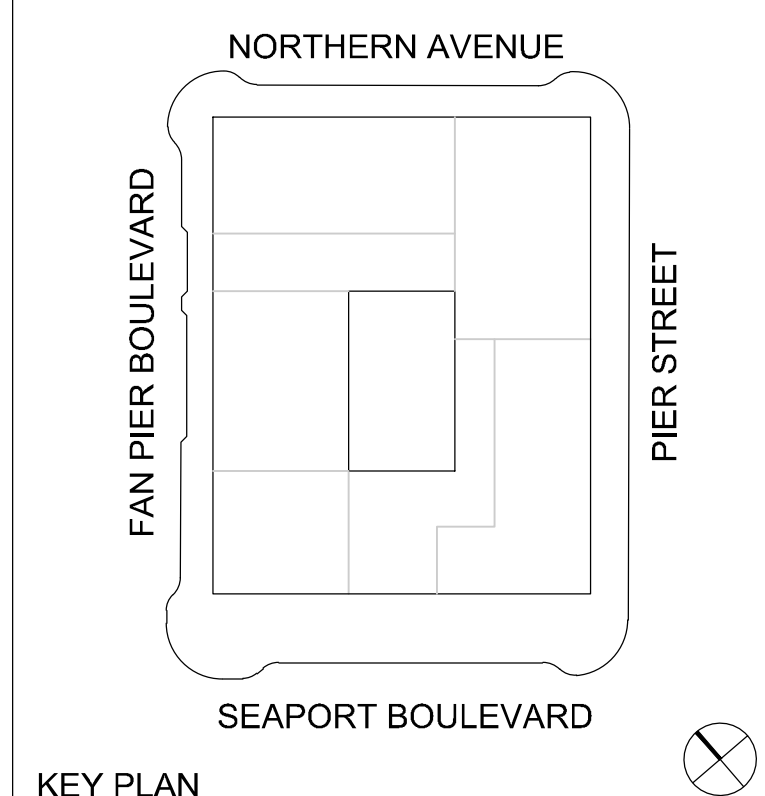 NORTHERN AVENUE
FAN PIER BOULEVARD
PIER STREET
SEAPORT BOULEVARD
KEY PLAN